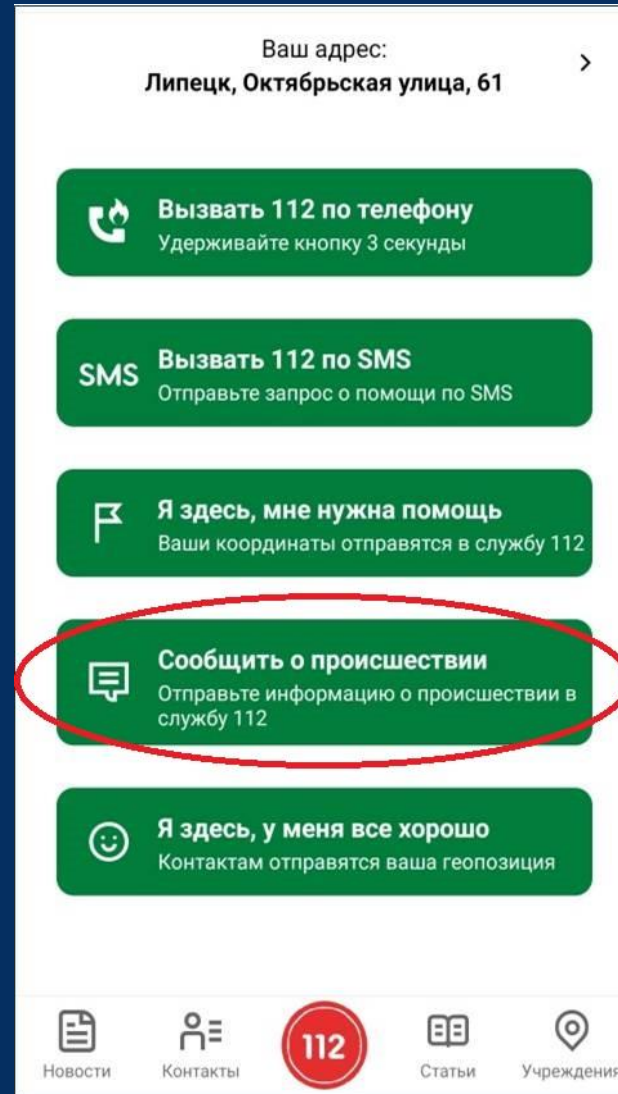 Ваш адрес:
Липецк, Октябрьская улица, 61
Вызвать 112 по телефону
Удерживайте кнопку 3 секунды
SMS
Вызвать 112 по SMS
Отправьте запрос о помощи по SMS
Я здесь, мне нужна помощь
Ваши координаты отправятся в службу 112
Сообщить о происшествии
Отправьте информацию о происшествии в
службу 112
Я здесь, у меня все хорошо
Контактам отправятся ваша геопозиция
Новости
Контакты
112
Статьи
Учреждения